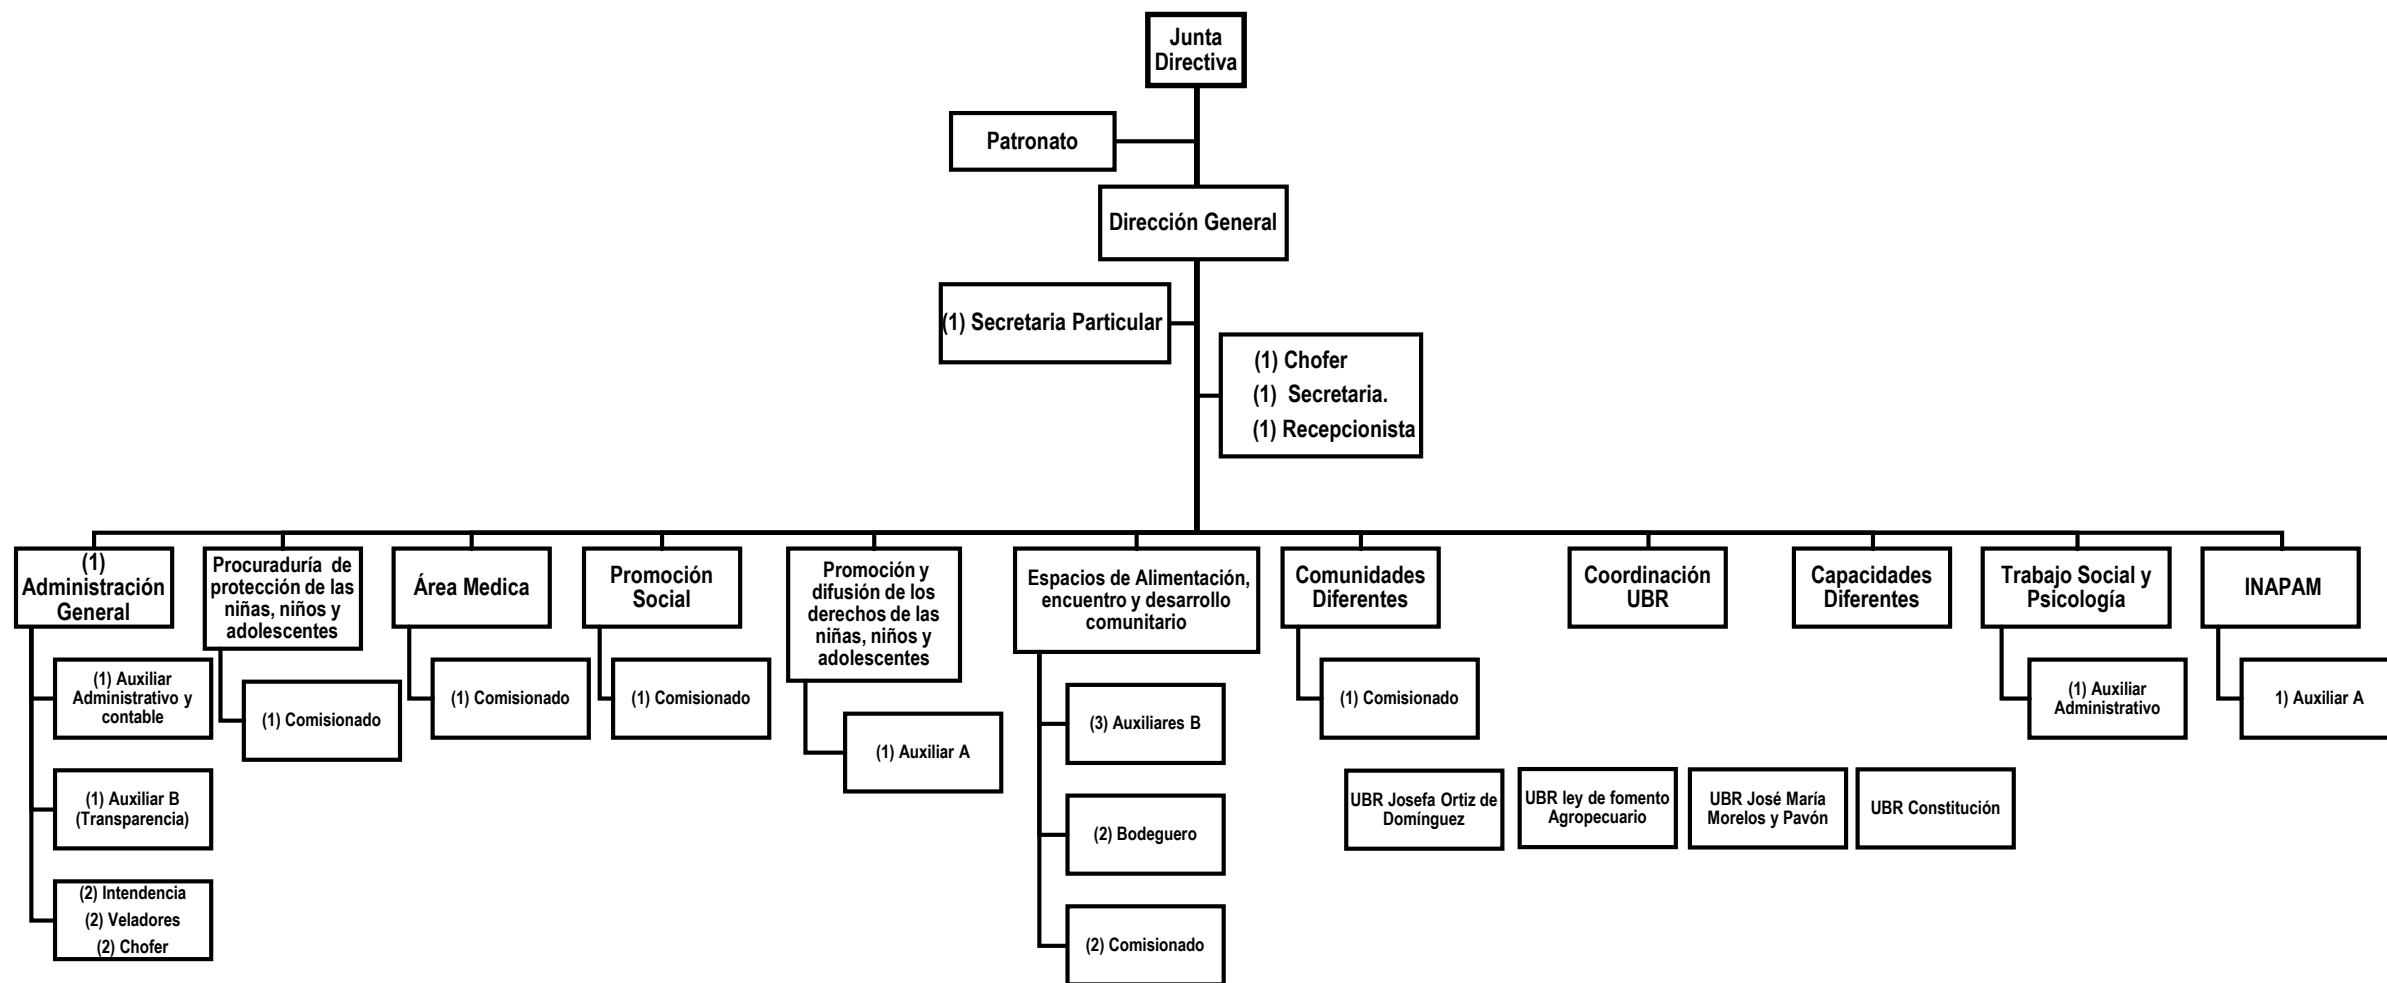 Junta
Directiva
Patronato
Dirección General
(1) Secretaria Particular
(1) Chofer
(1) Secretaria.
(1) Recepcionista
(1)
Administración
General
Procuraduría de
protección de las
niñas, niños y
adolescentes
Área Medica
Promoción
Social
Promoción y
difusión de los
derechos de las
niñas, niños y
adolescentes
Espacios de Alimentación,
encuentro y desarrollo
comunitario
Comunidades
Diferentes
Coordinación
UBR
Capacidades
Diferentes
Trabajo Social y
Psicología
INAPAM
(1) Auxiliar
Administrativo y
contable
(1) Comisionado
(1) Comisionado
(1) Comisionado
(1) Auxiliar A
(3) Auxiliares B
(1) Comisionado
(1) Auxiliar
Administrativo
1) Auxiliar A
(1) Auxiliar B
(Transparencia)
(2) Bodeguero
UBR Josefa Ortiz de
Domínguez
UBR ley de fomento
Agropecuario
UBR José María
Morelos y Pavón
UBR Constitución
(2) Intendencia
(2) Veladores
(2) Chofer
(2) Comisionado